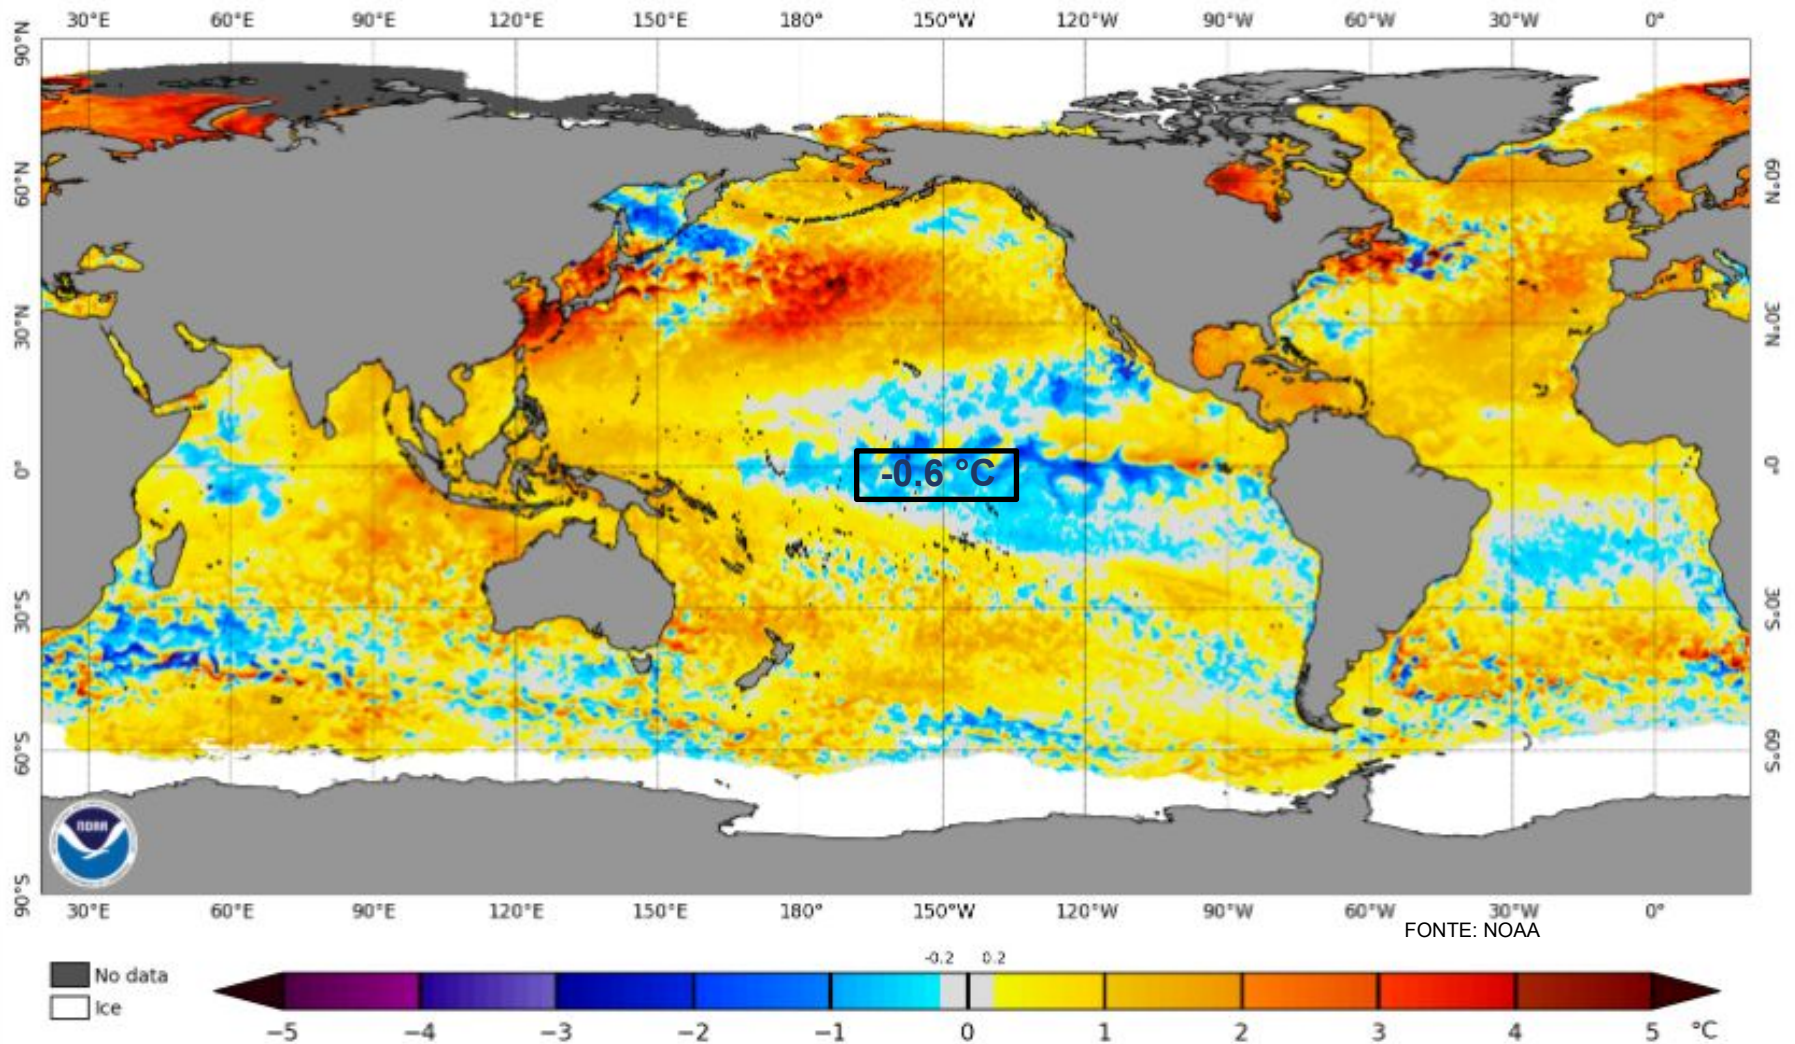 30°E 60°E 90°E 120°E 150°E 180° 150°W 120°W 90°W 60°W 30°W 0°
90°N
60°N 60°N
30°N 30°N
0° 0°
-0.6 °C
30°S 30°S
60°S 60°S
NOAA
90°S
30°E 60°E 90°E 120°E 150°E 180° 150°W 120°W 90°W 60°W 30°W 0°
FONTE: NOAA
-0.2 0.2
No data
Ice
−5 −4 −3 −2 −1 0 1 2 3 4 5 °C